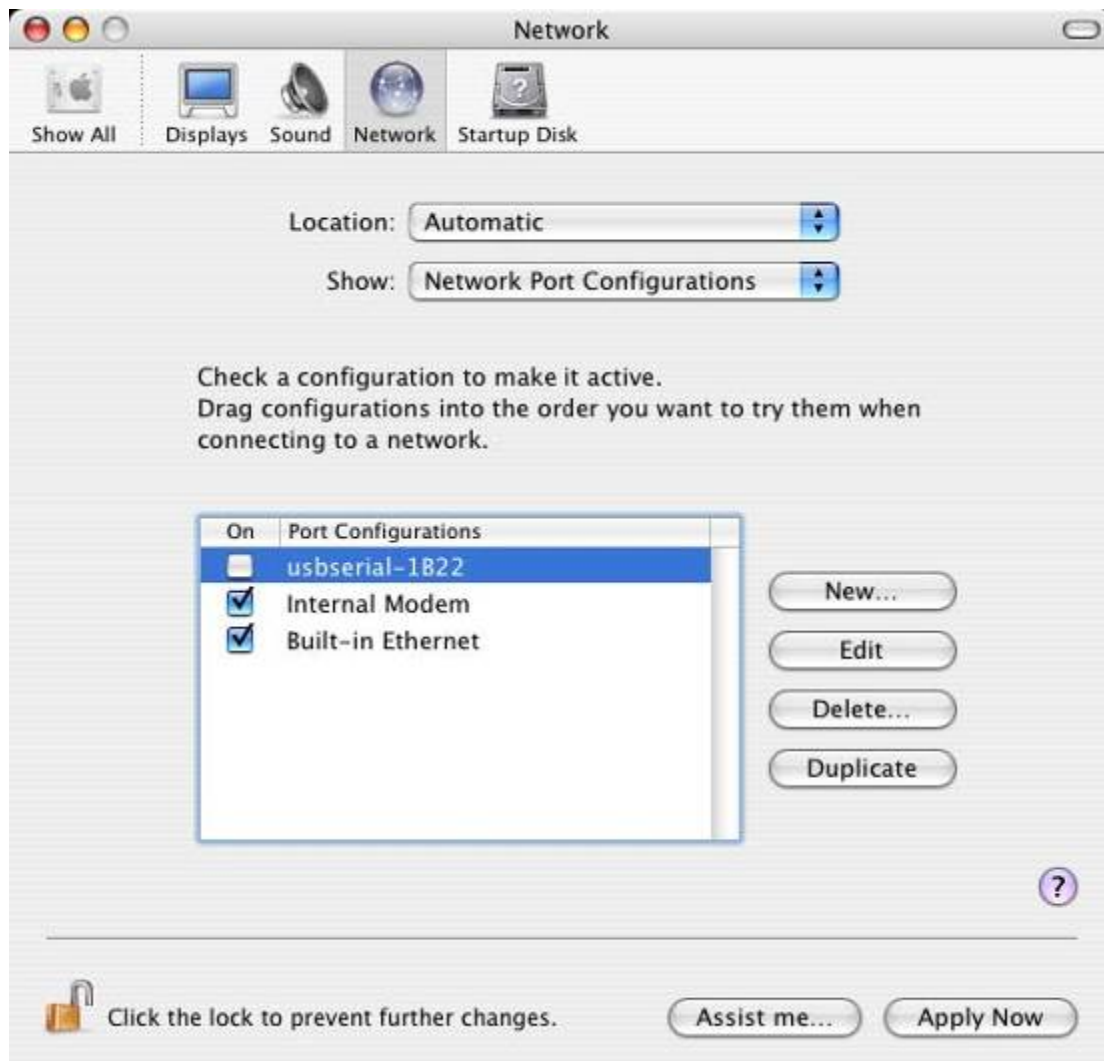 Network
Show All
Displays
Sound
Network
Startup Disk
Location: Automatic
Show: Network Port Configurations
Check a configuration to make it active.
Drag configurations into the order you want to try them when
connecting to a network.
On Port Configurations
usbserial-1B22
Internal Modem
Built-in Ethernet
New...
Edit
Delete...
Duplicate
?
Click the lock to prevent further changes.
Assist me...
Apply Now